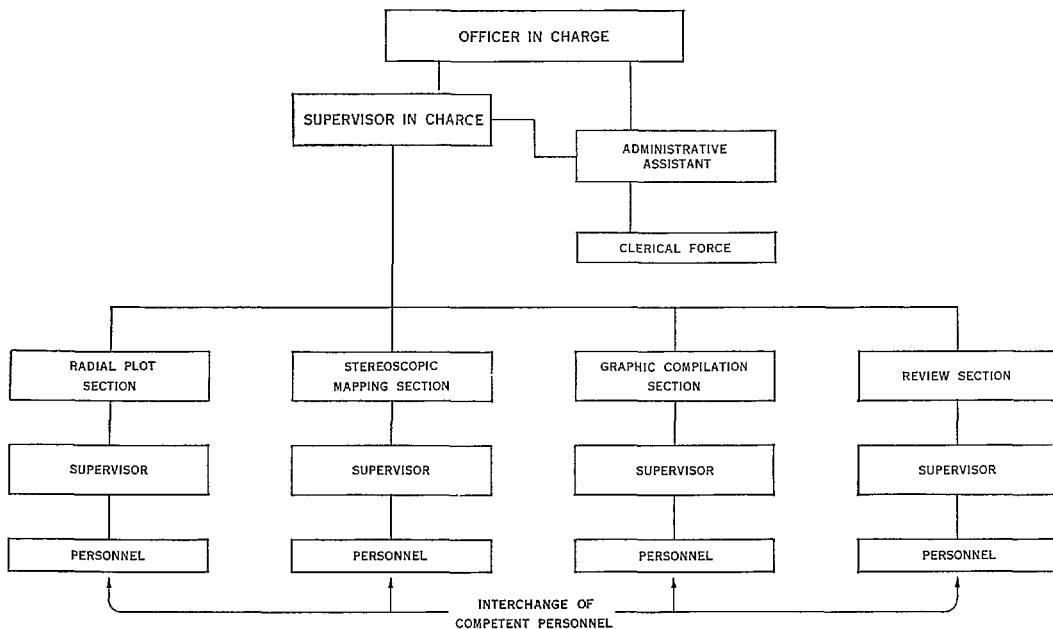 OFFICER IN CHARGE
SUPERVISOR IN CHARCE
ADMINISTRATIVE
ASSISTANT
CLERICAL FORCE
RADIAL PLOT
SECTION
STEREOSCOPIC
MAPPING SECTION
GRAPHIC COMPILATION
SECTION
REVIEW SECTION
SUPERVISOR
SUPERVISOR
SUPERVISOR
SUPERVISOR
PERSONNEL
PERSONNEL
PERSONNEL
PERSONNEL
INTERCHANGE OF
COMPETENT PERSONNEL